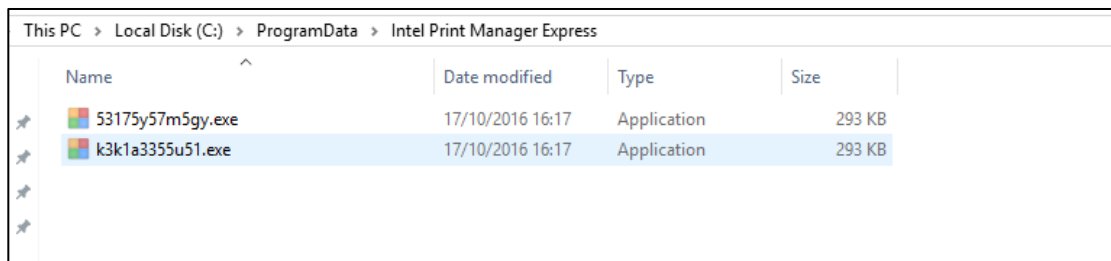 This PC > Local Disk (C:) > ProgramData > Intel Print Manager Express
Name Date modified Type Size
53175y57m5gy.exe 17/10/2016 16:17 Application 293 KB
k3k1a3355u51.exe 17/10/2016 16:17 Application 293 KB